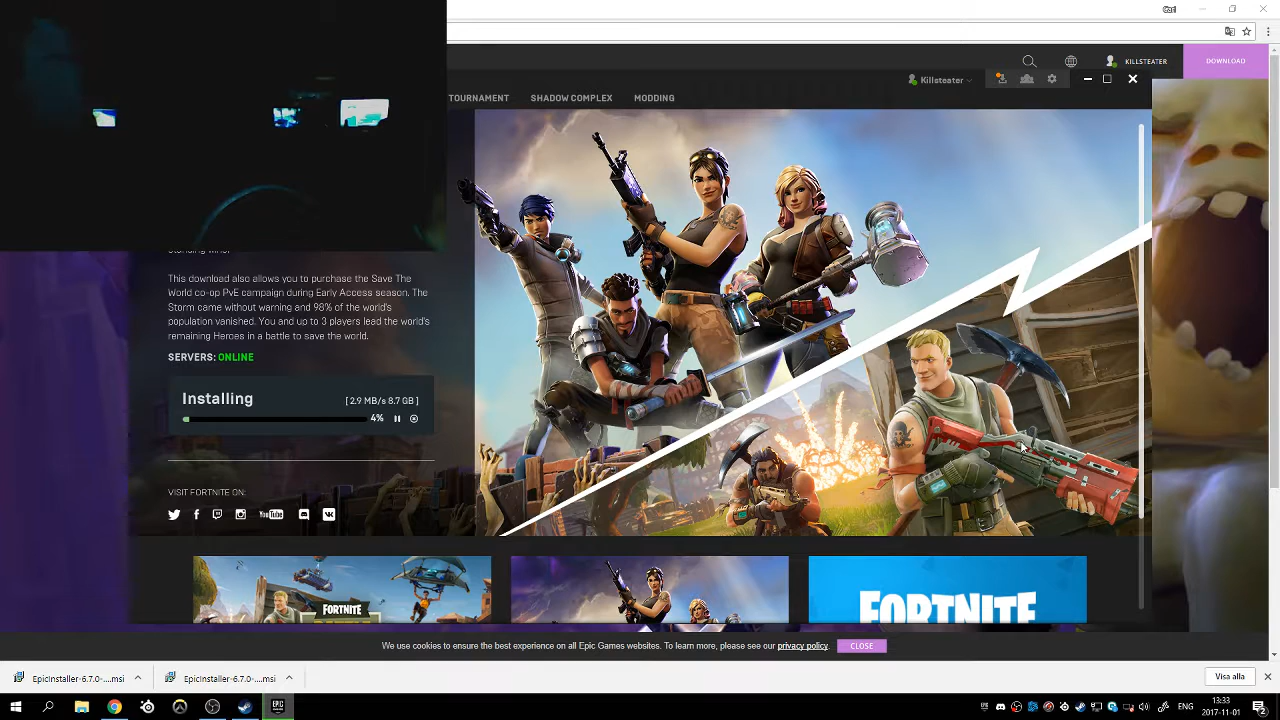 Carl
KILLSTEATER
DOWNLOAD
Killsteater
TOURNAMENT
SHADOW COMPLEX
MODDING
This download also allows you to purchase the Save The
World co-op PvE campaign during Early Access season. The
Storm came without warning and 98% of the world's
population vanished. You and up to 3 players lead the world's
remaining Heroes in a battle to save the world.
SERVERS: ONLINE
Installing
[ 2.9 MB/s 8.7 GB ]
4%
VISIT FORTNITE ON:
You Tube
FORTNITE
FORTNITE
We use cookies to ensure the best experience on all Epic Games websites. To learn more, please see our privacy policy.
CLOSE
EpicInstaller-6.7.0-....msi
EpicInstaller-6.7.0-....msi
Visa alla
EPIC
ENG
13:33
2017-11-01
2